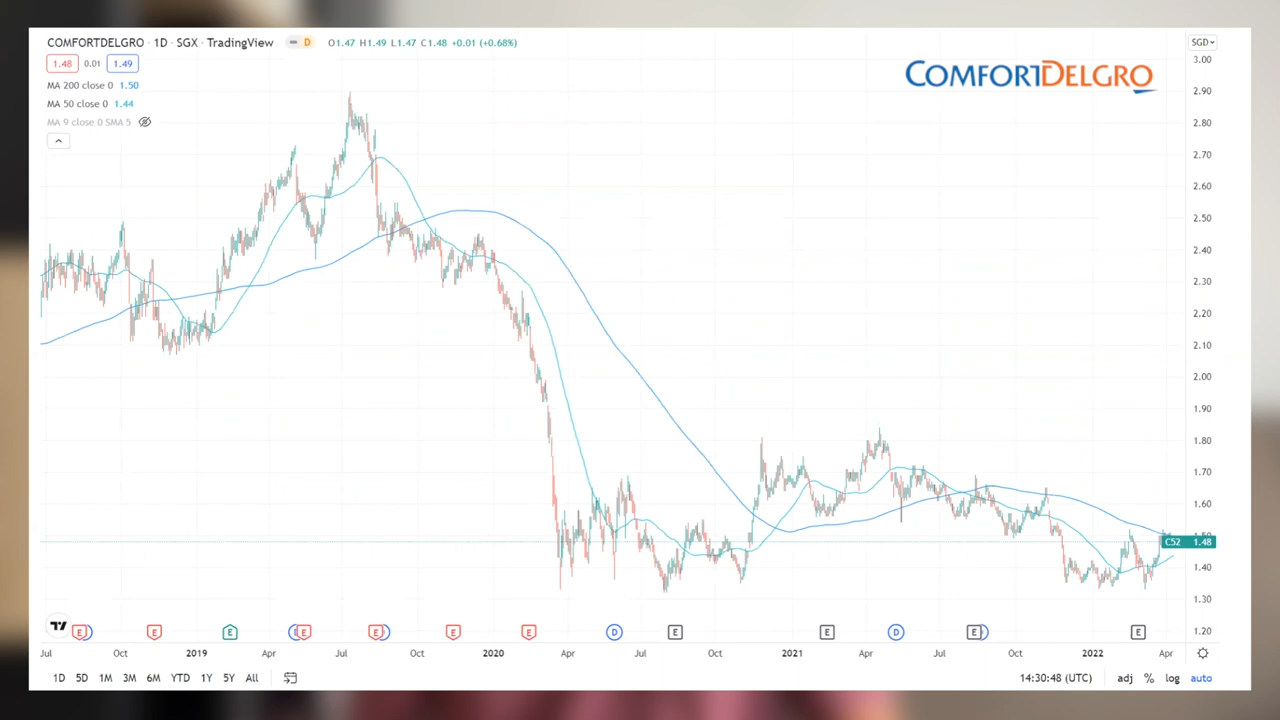 COMFORTDELGRO · 1D · SGX · TradingView D O1.47 H1.49 L1.47 C1.48 +0.01 (+0.68%)
SGD
1.48 0.01 1.49
MA 200 close 0 1.50
MA 50 close 0 1.44
MA 9 close 0 SMA 5
COMFORTDELGRO
3.00
2.90
2.80
2.70
2.60
2.50
2.40
2.30
2.20
2.10
2.00
1.90
1.80
1.70
1.60
1.50
C52 1.48
1.40
1.30
1.20
E E E E E E E D E E D E E
Jul Oct 2019 Apr Jul Oct 2020 Apr Jul Oct 2021 Apr Jul Oct 2022 Apr
1D 5D 1M 3M 6M YTD 1Y 5Y All 14:30:48 (UTC) adj % log auto